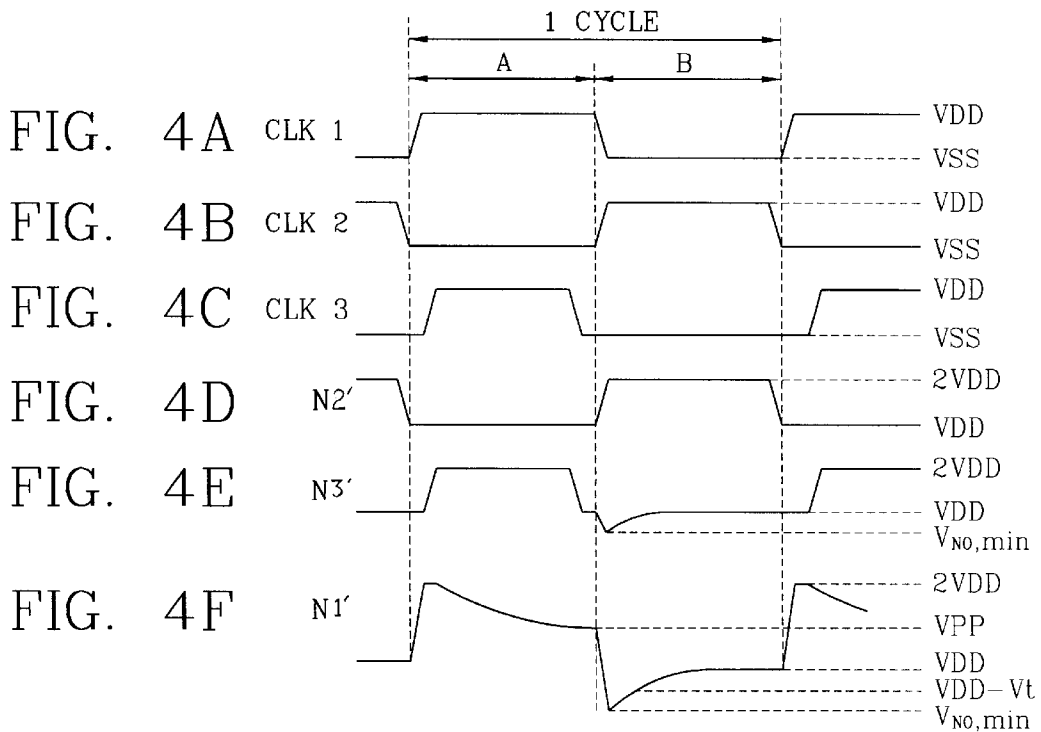 1 CYCLE
A B
FIG. 4A CLK 1 VDD
VSS
FIG. 4B CLK 2 VDD
VSS
FIG. 4C CLK 3 VDD
VSS
FIG. 4D N2′ 2VDD
VDD
FIG. 4E N3′ 2VDD
VDD
VN0,min
FIG. 4F N1′ 2VDD
VPP
VDD
VDD-Vt
VN0,min